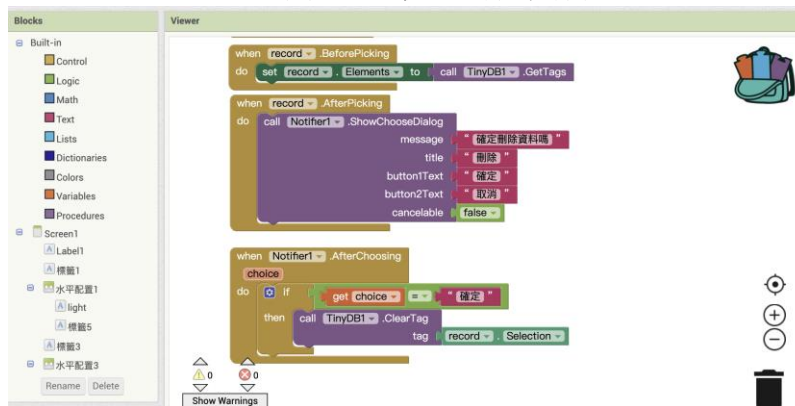 Blocks
Viewer
Built-in
Control
Logic
Math
Text
Lists
Dictionaries
Colors
Variables
Procedures
Screen1
Label1
標籤1
水平配置1
light
標籤5
標籤3
水平配置3
Rename Delete
when record .BeforePicking
do set record . Elements to call TinyDB1 .GetTags
when record .AfterPicking
do call Notifier1 .ShowChooseDialog
message " 確定刪除資料嗎 "
title " 刪除 "
button1Text " 確定 "
button2Text " 取消 "
cancelable false
when Notifier1 .AfterChoosing
choice
do if get choice = " 確定 "
then call TinyDB1 .ClearTag
tag record . Selection
0 0
Show Warnings